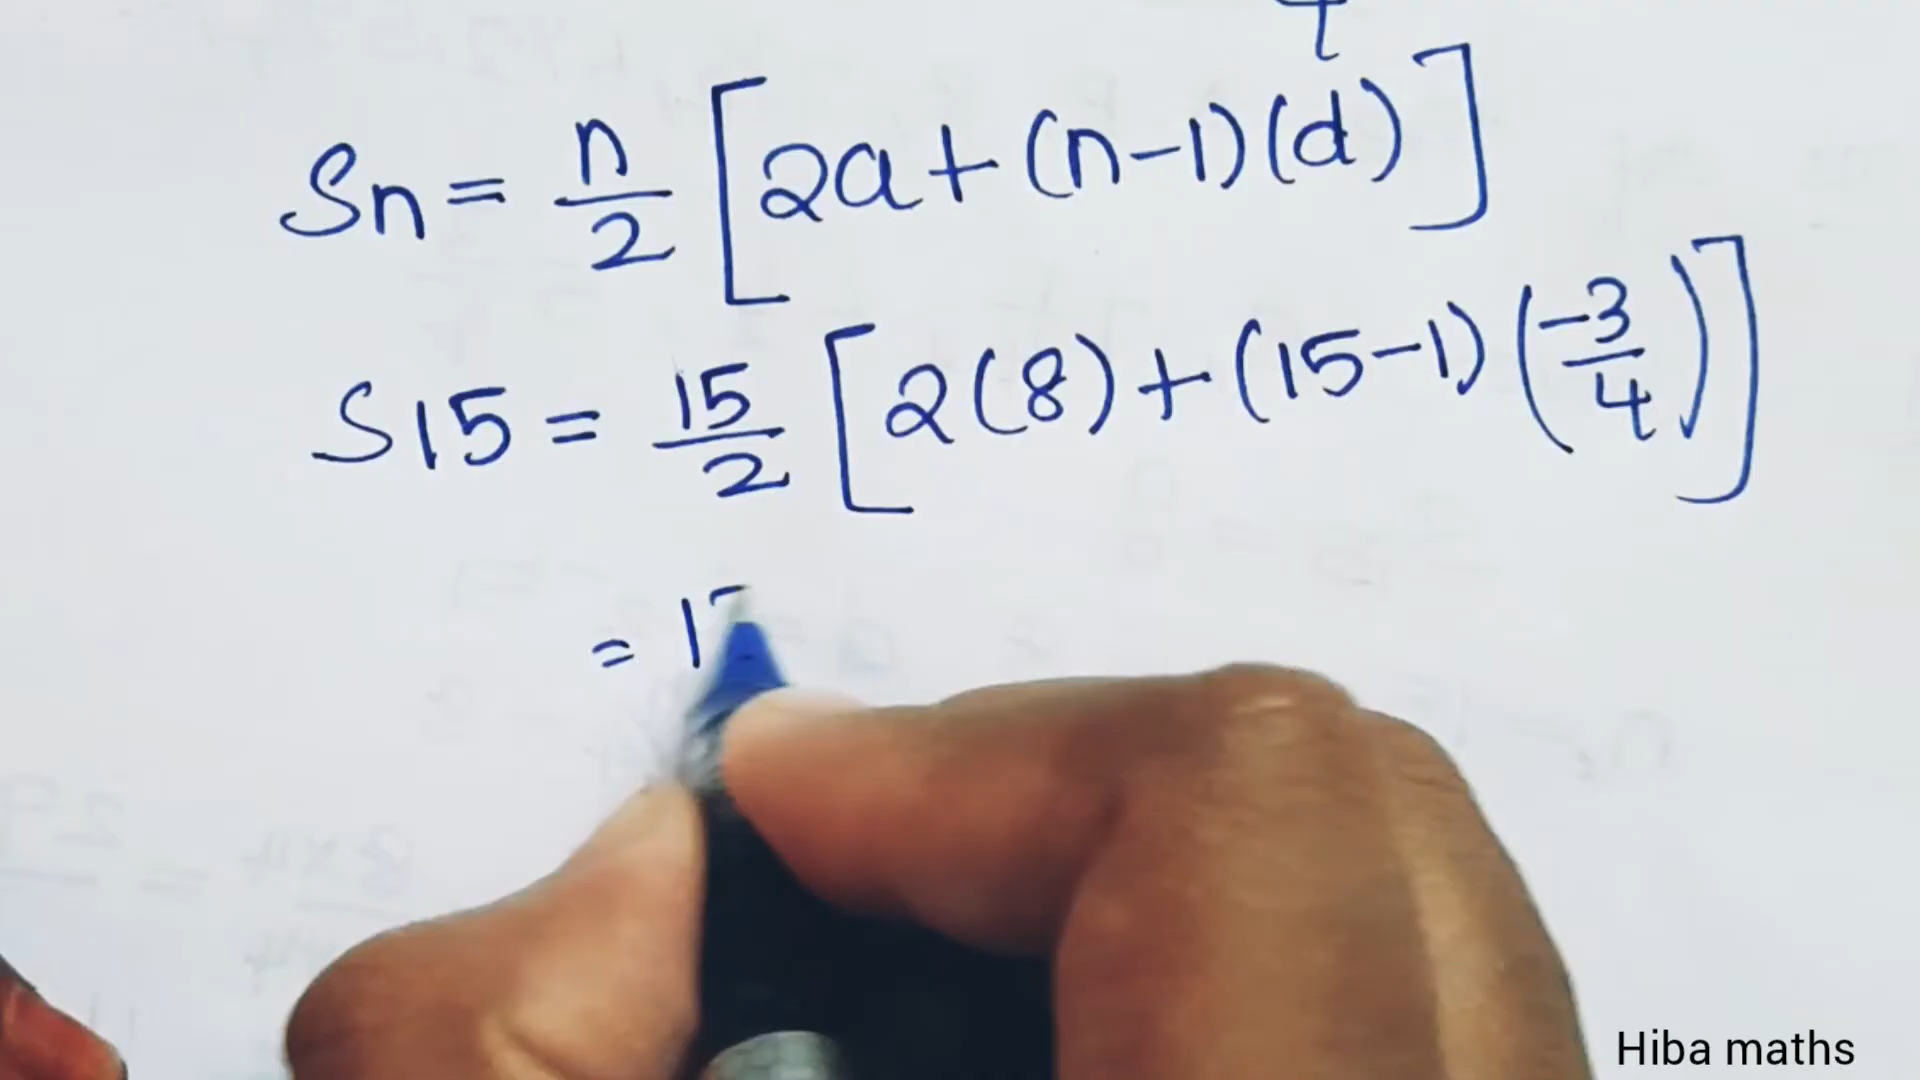 Sn = n/2 [2a + (n-1)(d)]
S15 = 15/2 [2(8) + (15-1)(-3/4)]
= 1
Hiba maths